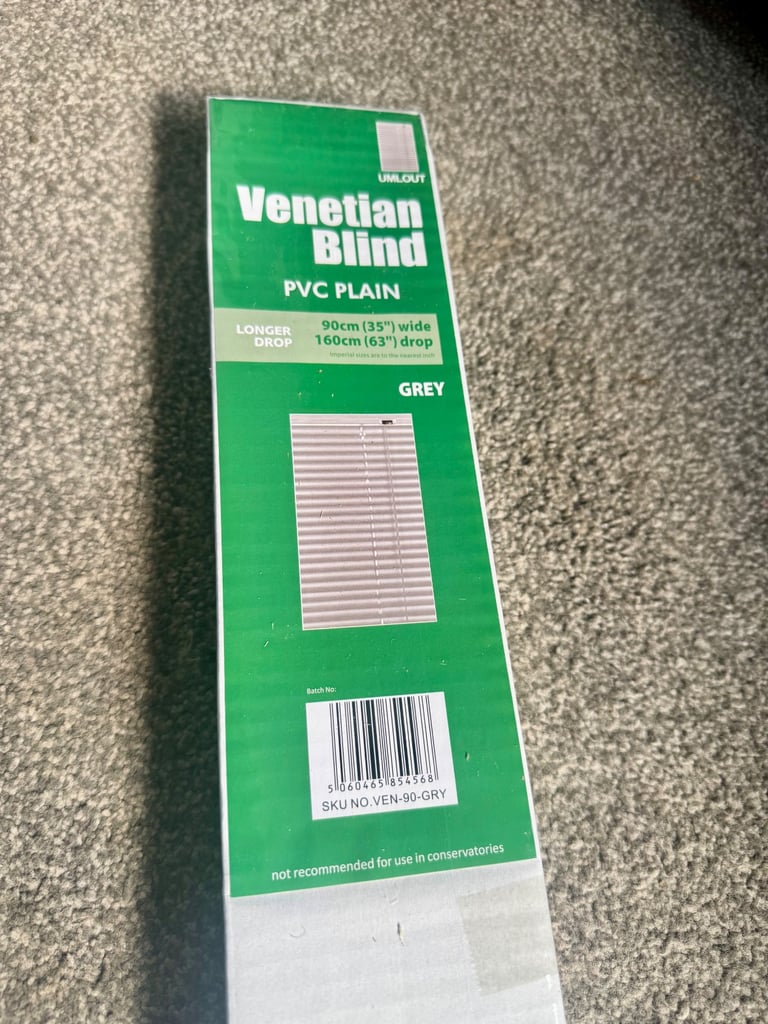 UMLOUT
Venetian
Blind
PVC PLAIN
LONGER
DROP
90cm (35") wide
160cm (63") drop
Imperial sizes are to the nearest inch
GREY
Batch No:
5 060465 854568
SKU NO.VEN-90-GRY
not recommended for use in conservatories